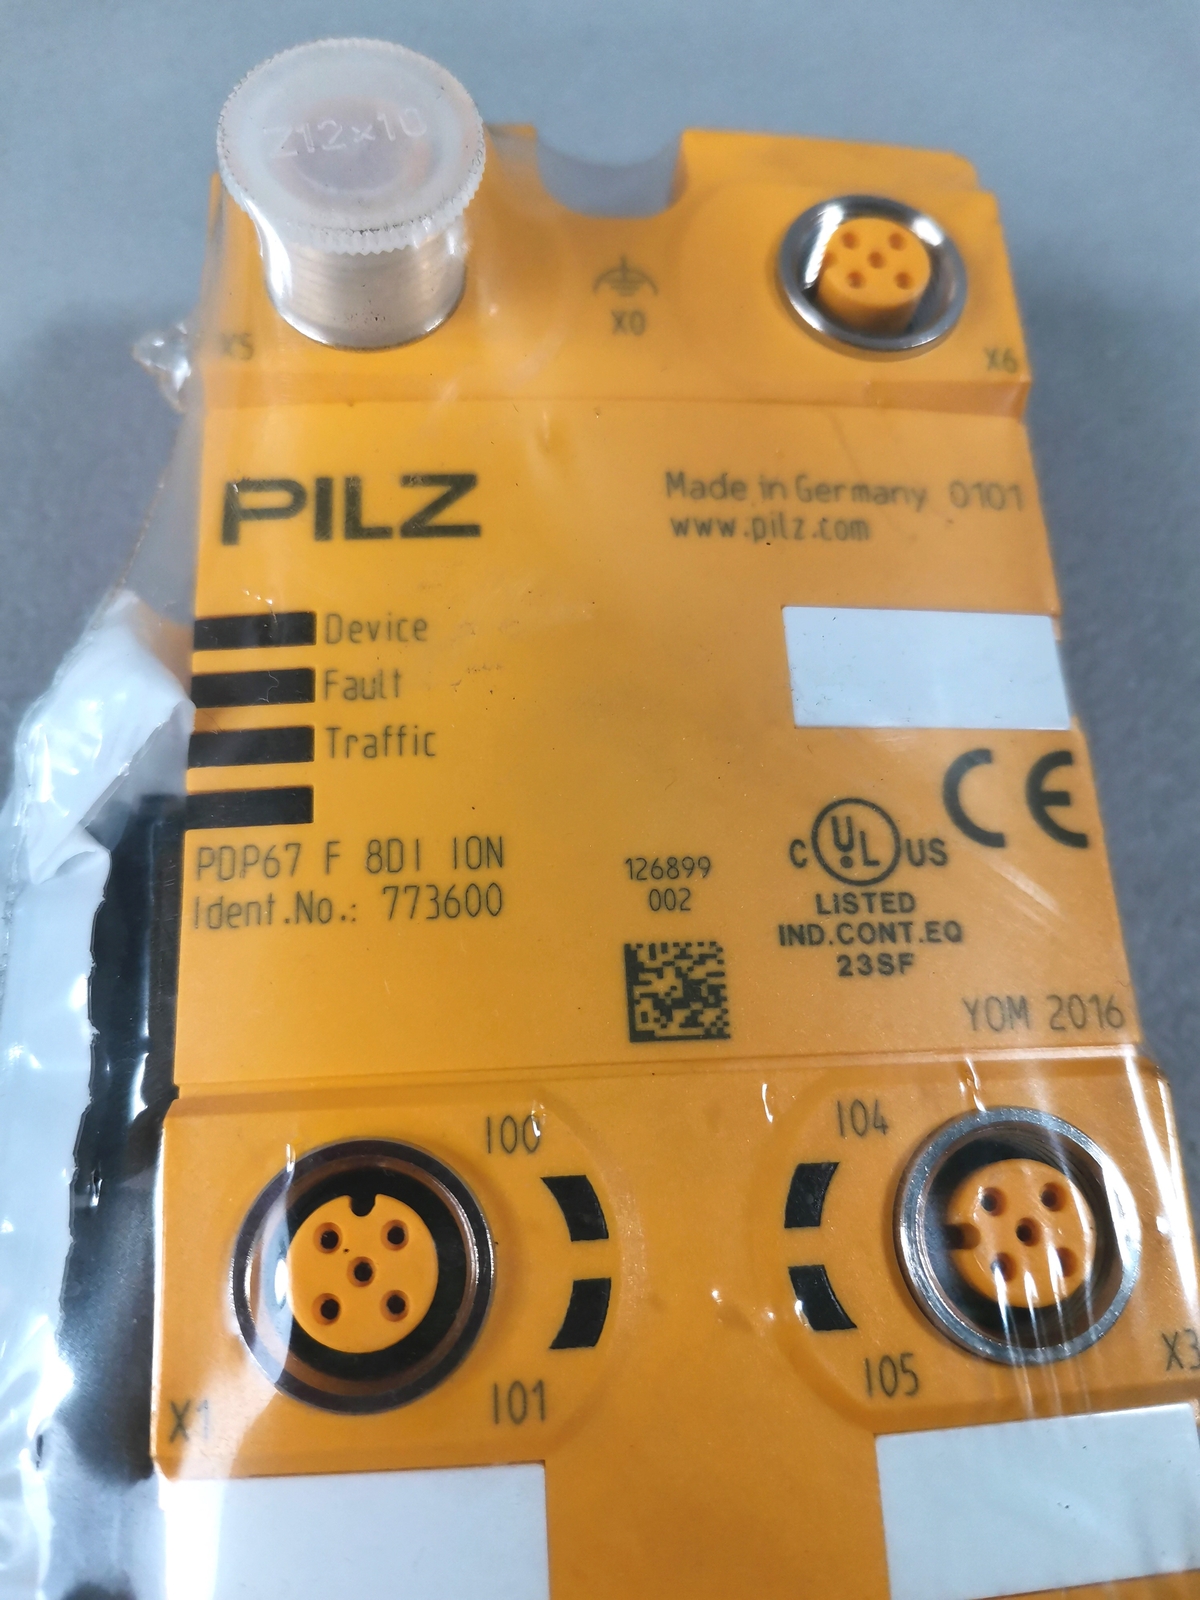 Z12x10
X5
X0
X6
PILZ
Made in Germany 0101
www.pilz.com
Device
Fault
Traffic
CE
PDP67 F 8DI ION
Ident.No.: 773600
126899
002
C UL US
LISTED
IND.CONT.EQ
23SF
YOM 2016
I00
I04
I01
I05
X1
X3